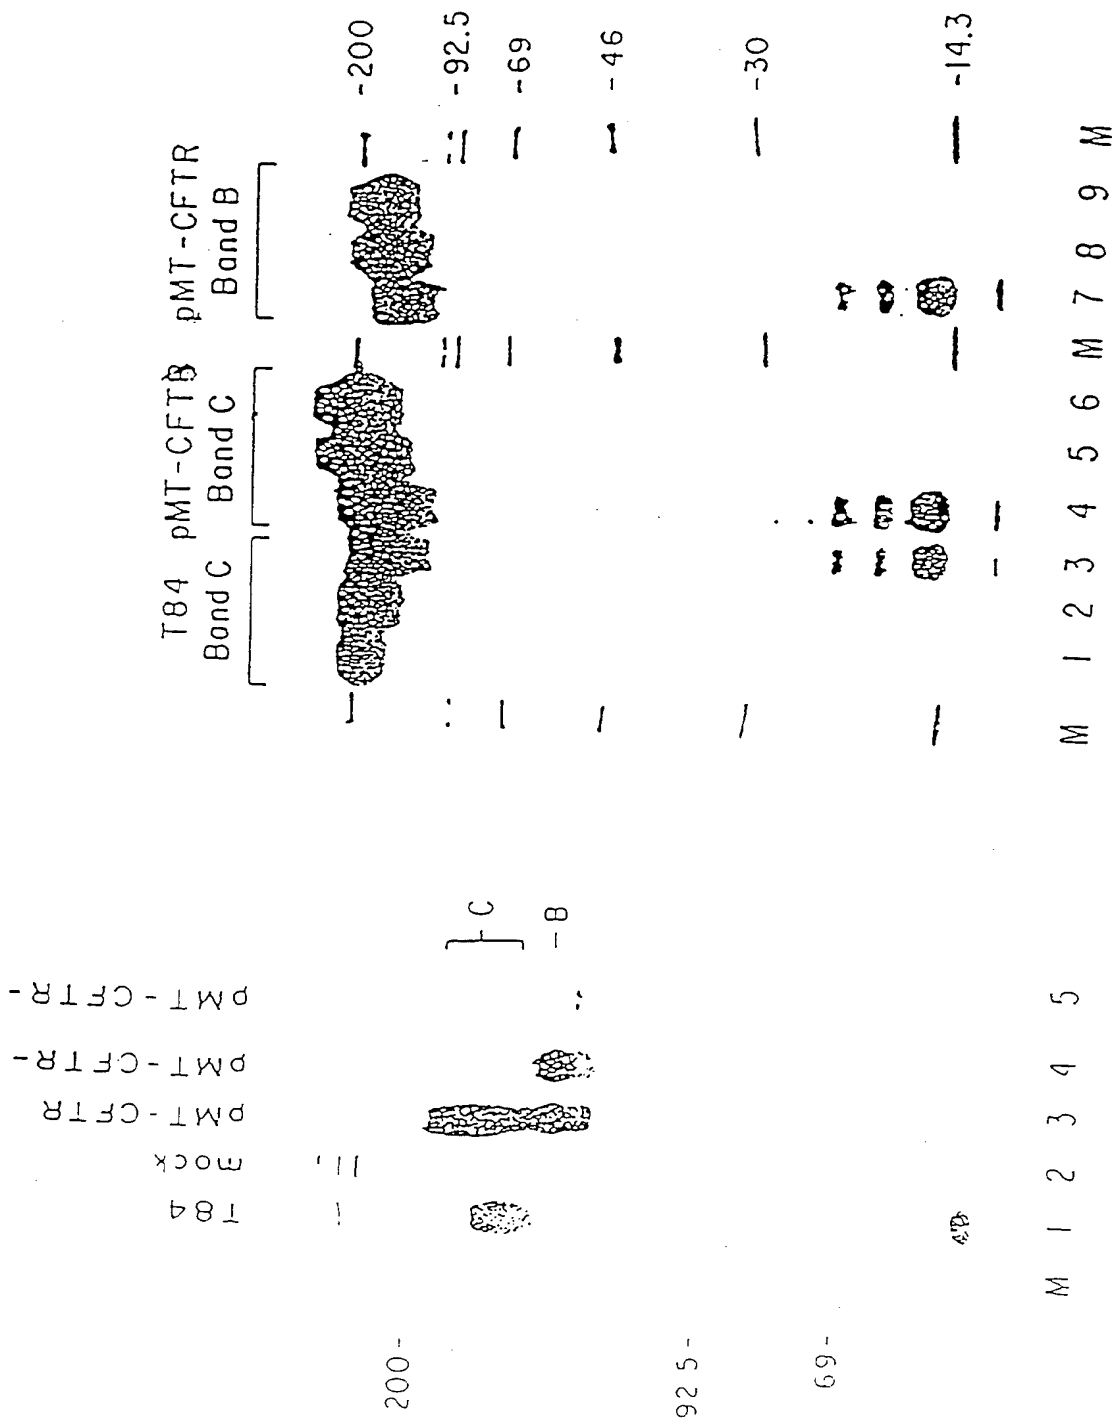 T84
mock
pMT-CFTR
pMT-CFTR-
pMT-CFTR-
200-
C
-B
92 5-
69-
M 1 2 3 4 5
T84 Band C
pMT-CFTR Band C
pMT-CFTR Band B
-200
-92.5
-69
-46
-30
-14.3
M 1 2 3 4 5 6 M 7 8 9 M